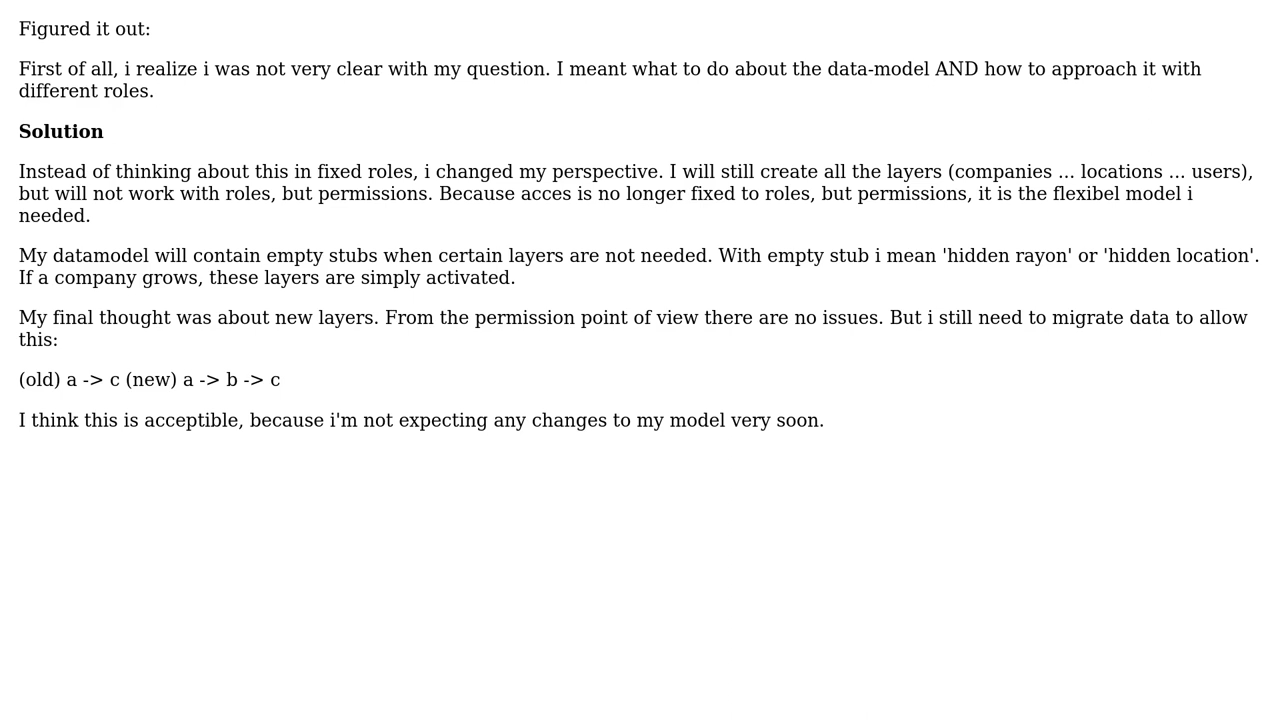 Figured it out:
First of all, i realize i was not very clear with my question. I meant what to do about the data-model AND how to approach it with
different roles.
Solution
Instead of thinking about this in fixed roles, i changed my perspective. I will still create all the layers (companies ... locations ... users),
but will not work with roles, but permissions. Because acces is no longer fixed to roles, but permissions, it is the flexibel model i
needed.
My datamodel will contain empty stubs when certain layers are not needed. With empty stub i mean 'hidden rayon' or 'hidden location'.
If a company grows, these layers are simply activated.
My final thought was about new layers. From the permission point of view there are no issues. But i still need to migrate data to allow
this:
(old) a -> c (new) a -> b -> c
I think this is acceptible, because i'm not expecting any changes to my model very soon.